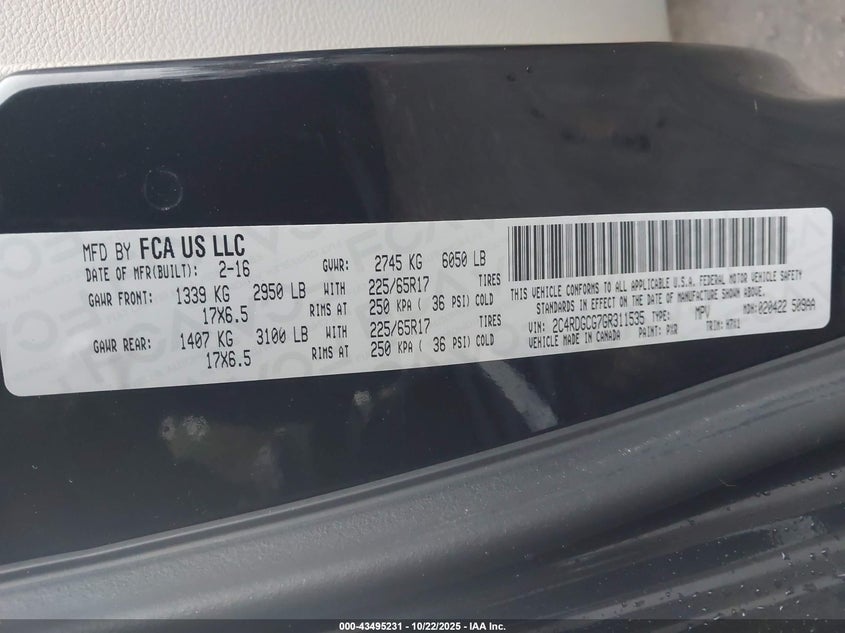 MFD BY FCA US LLC
DATE OF MFR(BUILT): 2-16 GVWR: 2745 KG 6050 LB
GAWR FRONT: 1339 KG 2950 LB WITH 225/65R17 TIRES
17X6.5 RIMS AT 250 KPA ( 36 PSI) COLD
GAWR REAR: 1407 KG 3100 LB WITH 225/65R17 TIRES
17X6.5 RIMS AT 250 KPA ( 36 PSI) COLD
THIS VEHICLE CONFORMS TO ALL APPLICABLE U.S.A. FEDERAL MOTOR VEHICLE SAFETY
STANDARDS IN EFFECT ON THE DATE OF MANUFACTURE SHOWN ABOVE.
VIN: 2C4RDGCG7GR311535 TYPE: MPV MDH: 020422 509AA
VEHICLE MADE IN CANADA PAINT: PXR TRIM:
000-43495231 - 10/22/2025 - IAA Inc.